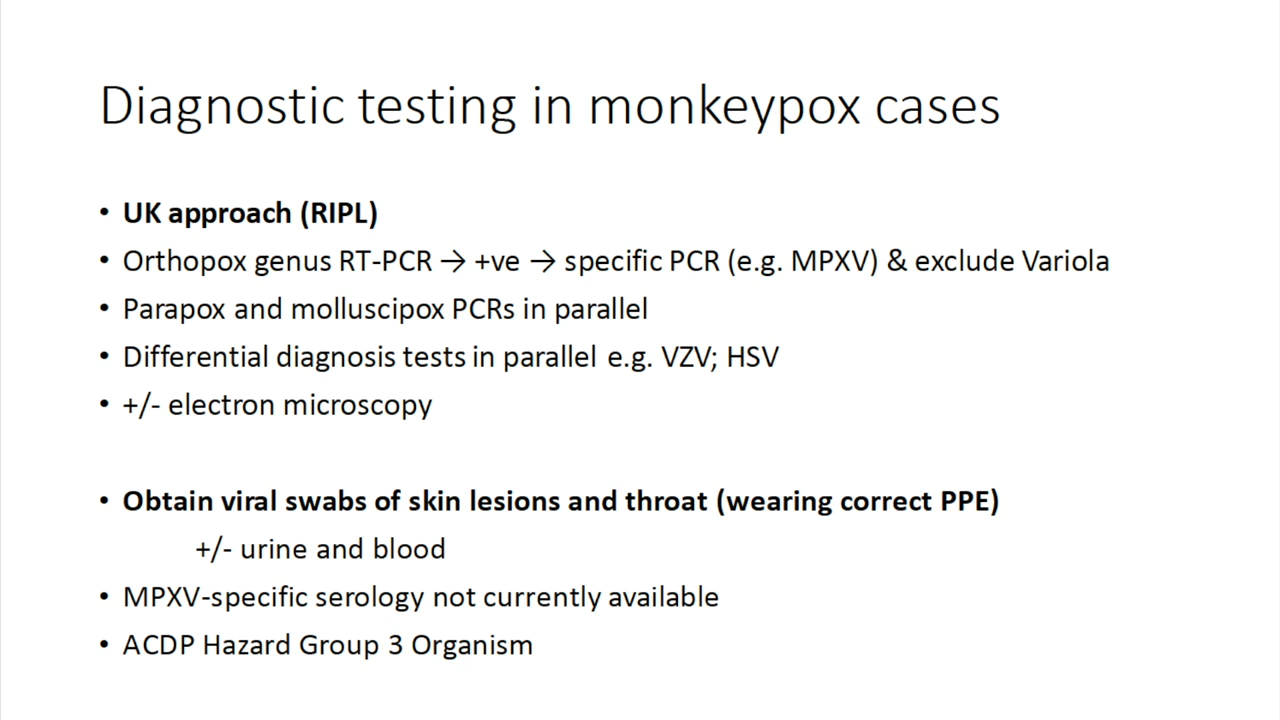 Diagnostic testing in monkeypox cases
• UK approach (RIPL)
• Orthopox genus RT-PCR → +ve → specific PCR (e.g. MPXV) & exclude Variola
• Parapox and molluscipox PCRs in parallel
• Differential diagnosis tests in parallel e.g. VZV; HSV
• +/- electron microscopy
• Obtain viral swabs of skin lesions and throat (wearing correct PPE)
+/- urine and blood
• MPXV-specific serology not currently available
• ACDP Hazard Group 3 Organism